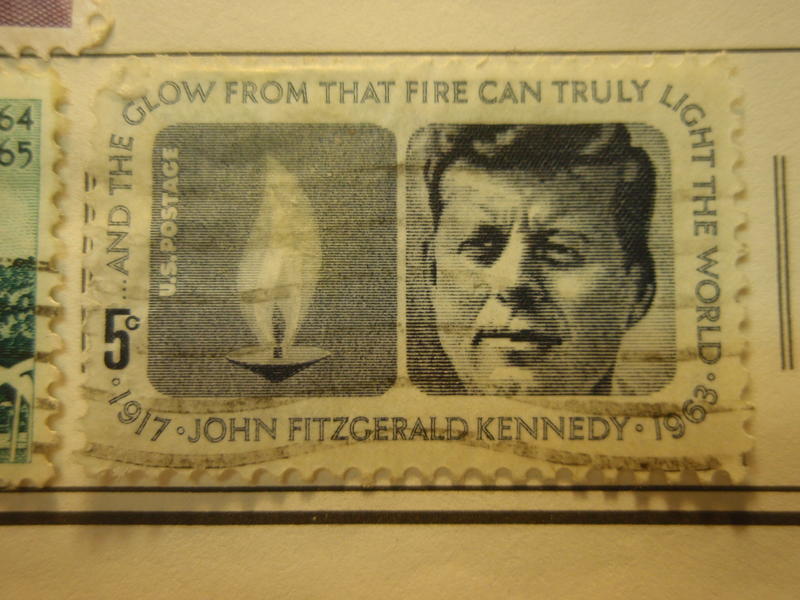 64
65
...AND THE GLOW FROM THAT FIRE CAN TRULY LIGHT THE WORLD
U.S. POSTAGE
5c
1917 • JOHN FITZGERALD KENNEDY • 1963